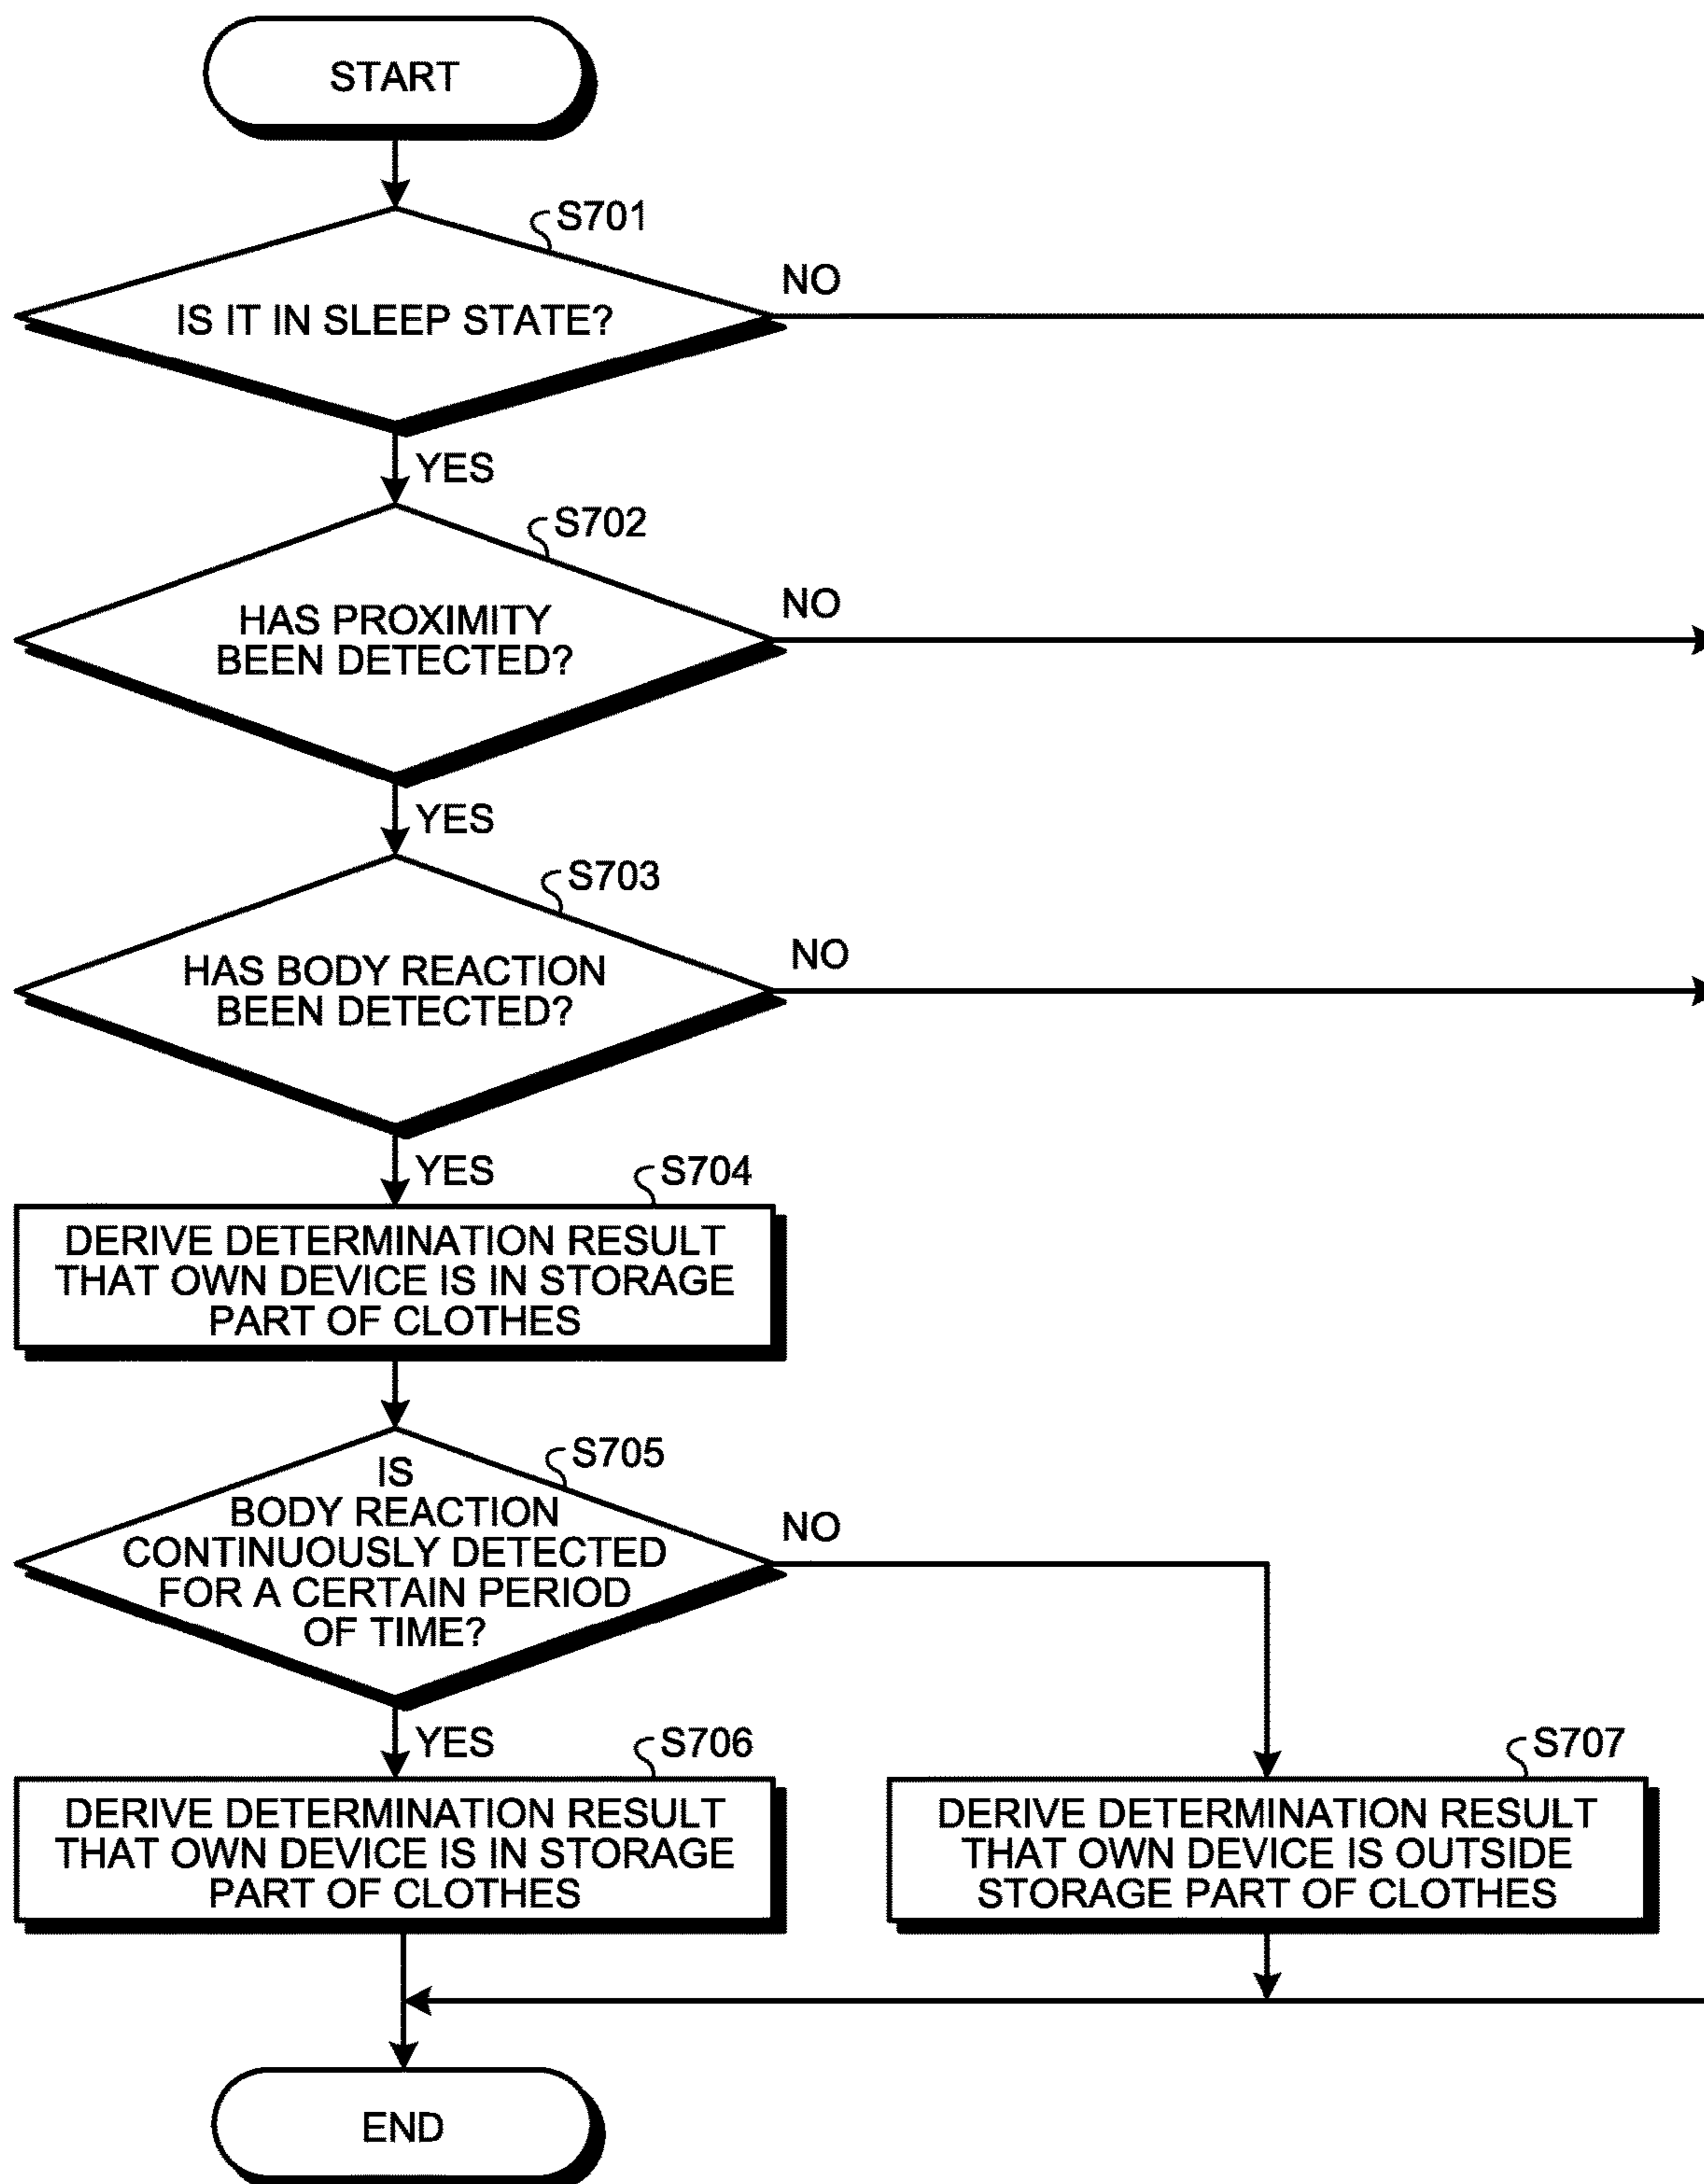 START
S701
IS IT IN SLEEP STATE?
NO
YES
S702
HAS PROXIMITY
BEEN DETECTED?
NO
YES
S703
HAS BODY REACTION
BEEN DETECTED?
NO
YES
S704
DERIVE DETERMINATION RESULT
THAT OWN DEVICE IS IN STORAGE
PART OF CLOTHES
S705
IS
BODY REACTION
CONTINUOUSLY DETECTED
FOR A CERTAIN PERIOD
OF TIME?
NO
YES
S706
DERIVE DETERMINATION RESULT
THAT OWN DEVICE IS IN STORAGE
PART OF CLOTHES
S707
DERIVE DETERMINATION RESULT
THAT OWN DEVICE IS OUTSIDE
STORAGE PART OF CLOTHES
END